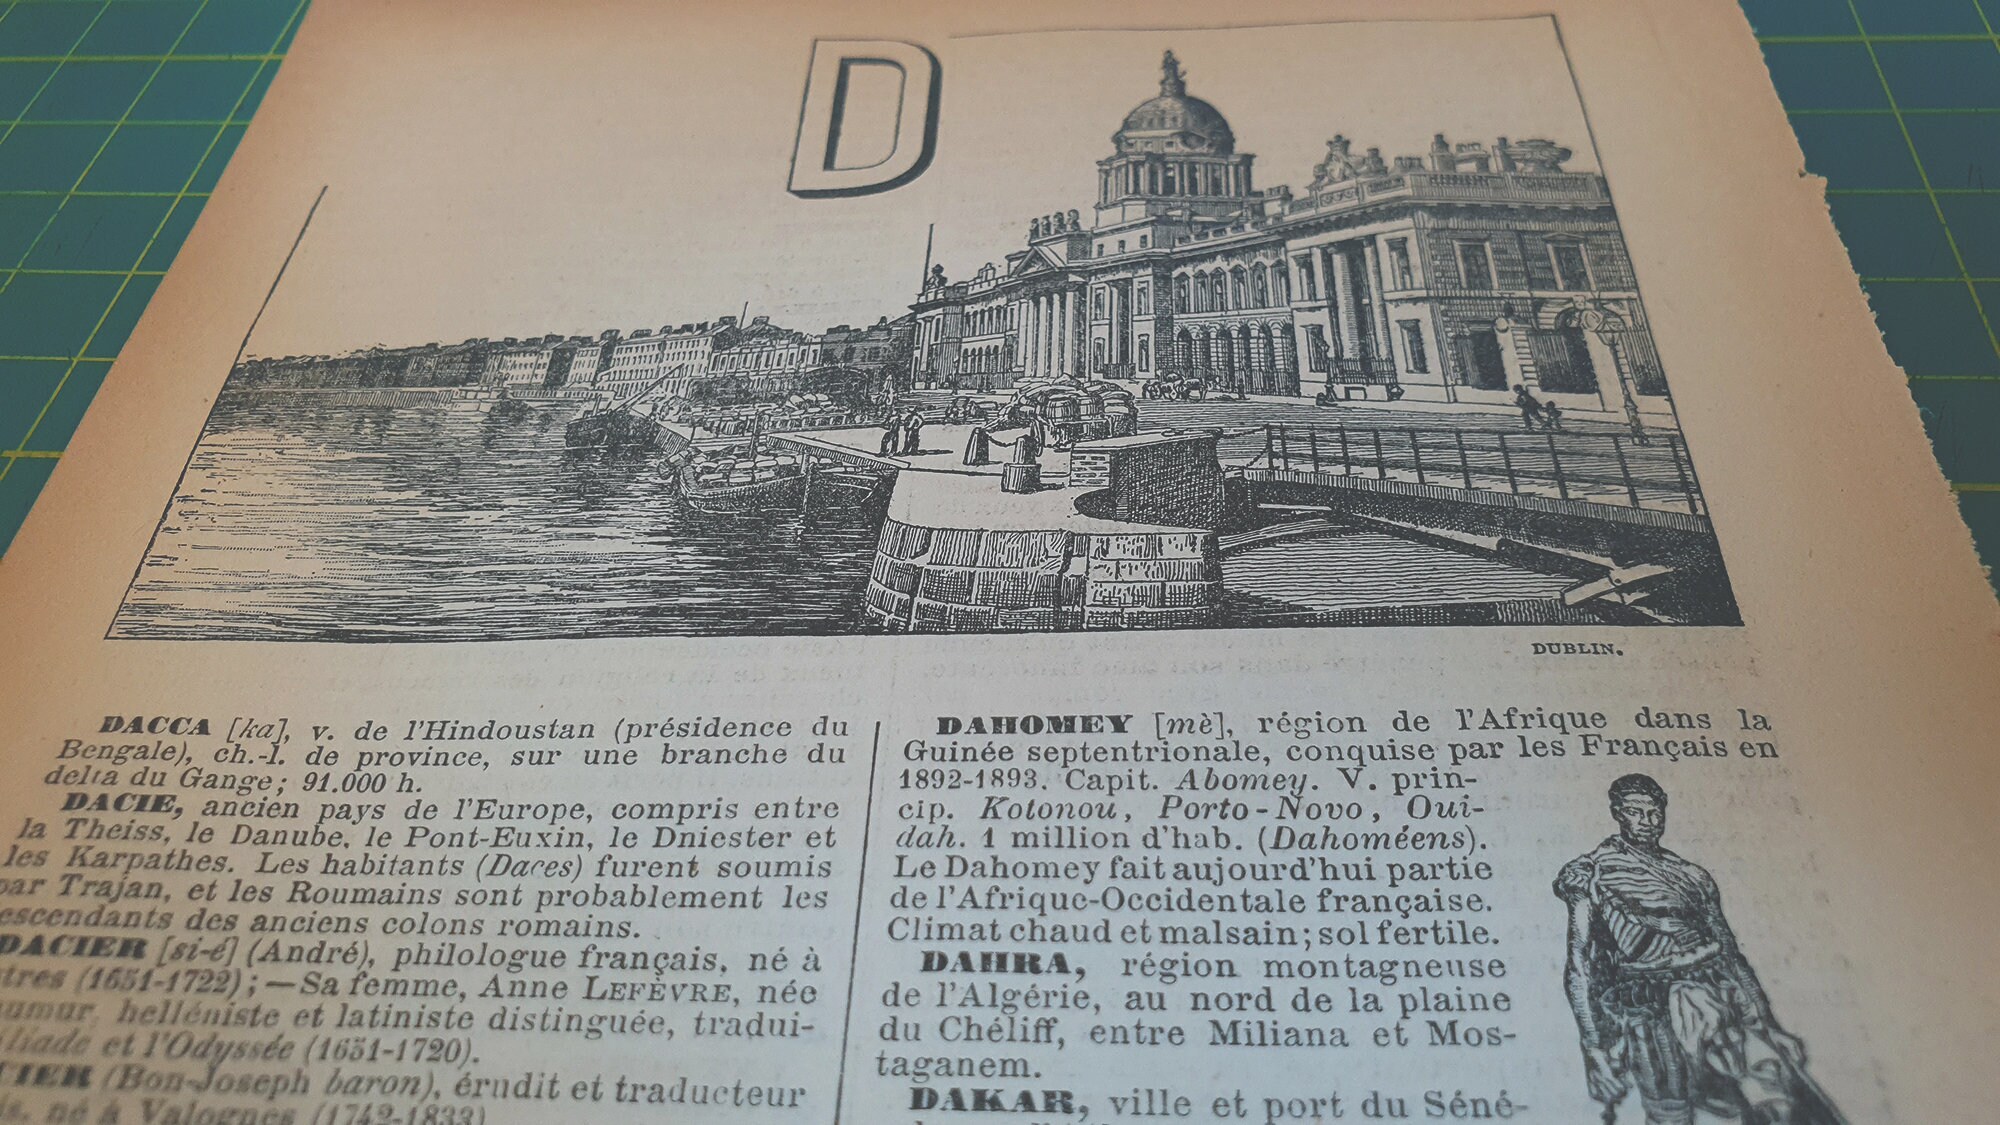 D
DUBLIN.
DACCA [ka], v. de l'Hindoustan (présidence du
Bengale), ch.-l. de province, sur une branche du
delta du Gange; 91.000 h.
DACIE, ancien pays de l'Europe, compris entre
la Theiss, le Danube, le Pont-Euxin, le Dniester et
les Karpathes. Les habitants (Daces) furent soumis
par Trajan, et les Roumains sont probablement les
escendants des anciens colons romains.
DACIER [si-é] (André), philologue français, né à
tres (1651-1722); — Sa femme, Anne LEFÈVRE, née
umur, helléniste et latiniste distinguée, tradui-
liade et l'Odyssée (1651-1720).
CIER (Bon-Joseph baron), érudit et traducteur
is, né à Valognes (1742-1833)
DAHOMEY [mè], région de l'Afrique dans la
Guinée septentrionale, conquise par les Français en
1892-1893. Capit. Abomey. V. prin-
cip. Kotonou, Porto-Novo, Oui-
dah. 1 million d'hab. (Dahoméens).
Le Dahomey fait aujourd'hui partie
de l'Afrique-Occidentale française.
Climat chaud et malsain; sol fertile.
DAHRA, région montagneuse
de l'Algérie, au nord de la plaine
du Chéliff, entre Miliana et Mos-
taganem.
DAKAR, ville et port du Séné-